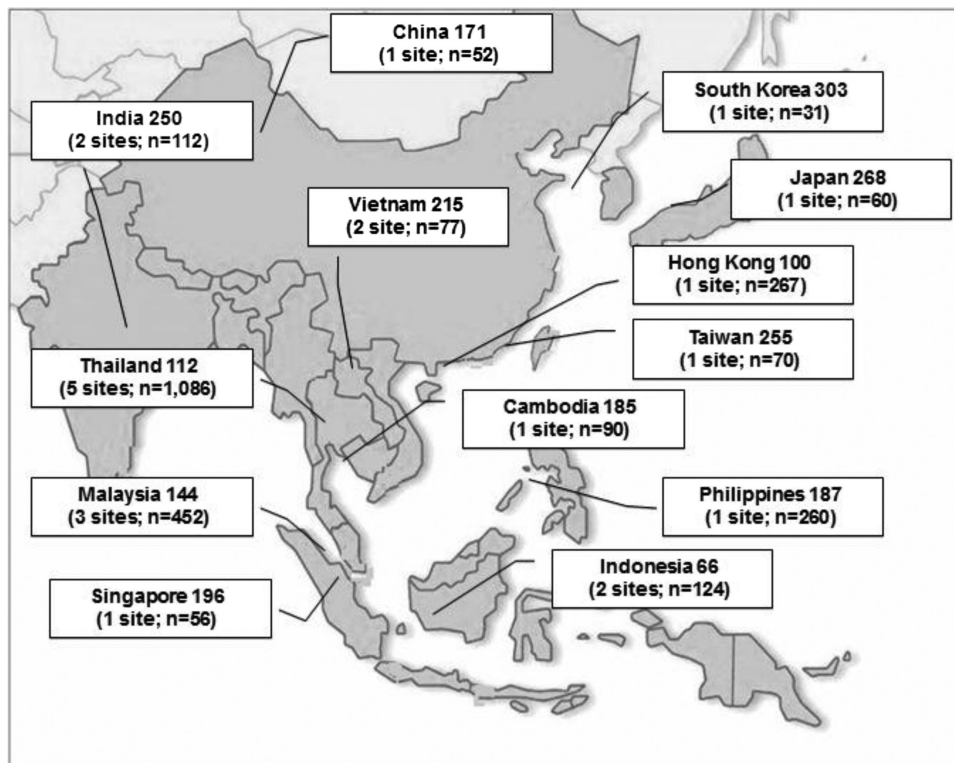 China 171
(1 site; n=52)
South Korea 303
(1 site; n=31)
India 250
(2 sites; n=112)
Japan 268
(1 site; n=60)
Vietnam 215
(2 site; n=77)
Hong Kong 100
(1 site; n=267)
Taiwan 255
(1 site; n=70)
Thailand 112
(5 sites; n=1,086)
Cambodia 185
(1 site; n=90)
Malaysia 144
(3 sites; n=452)
Philippines 187
(1 site; n=260)
Indonesia 66
(2 sites; n=124)
Singapore 196
(1 site; n=56)